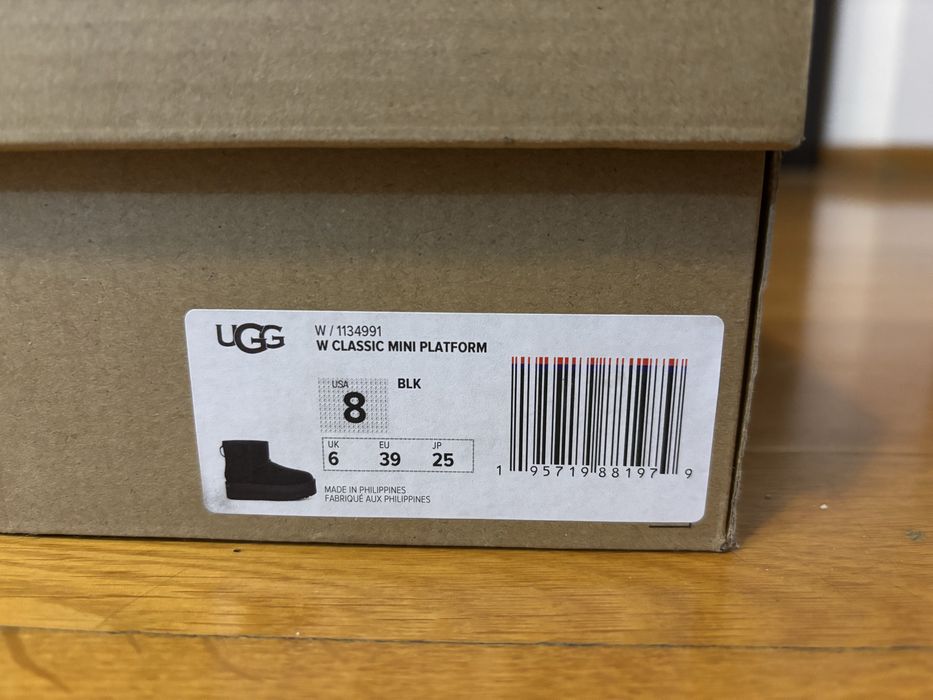 UGG
W / 1134991
W CLASSIC MINI PLATFORM
USA
8
BLK
UK EU JP
6 39 25
MADE IN PHILIPPINES
FABRIQUÉ AUX PHILIPPINES
1 95719 88197 9